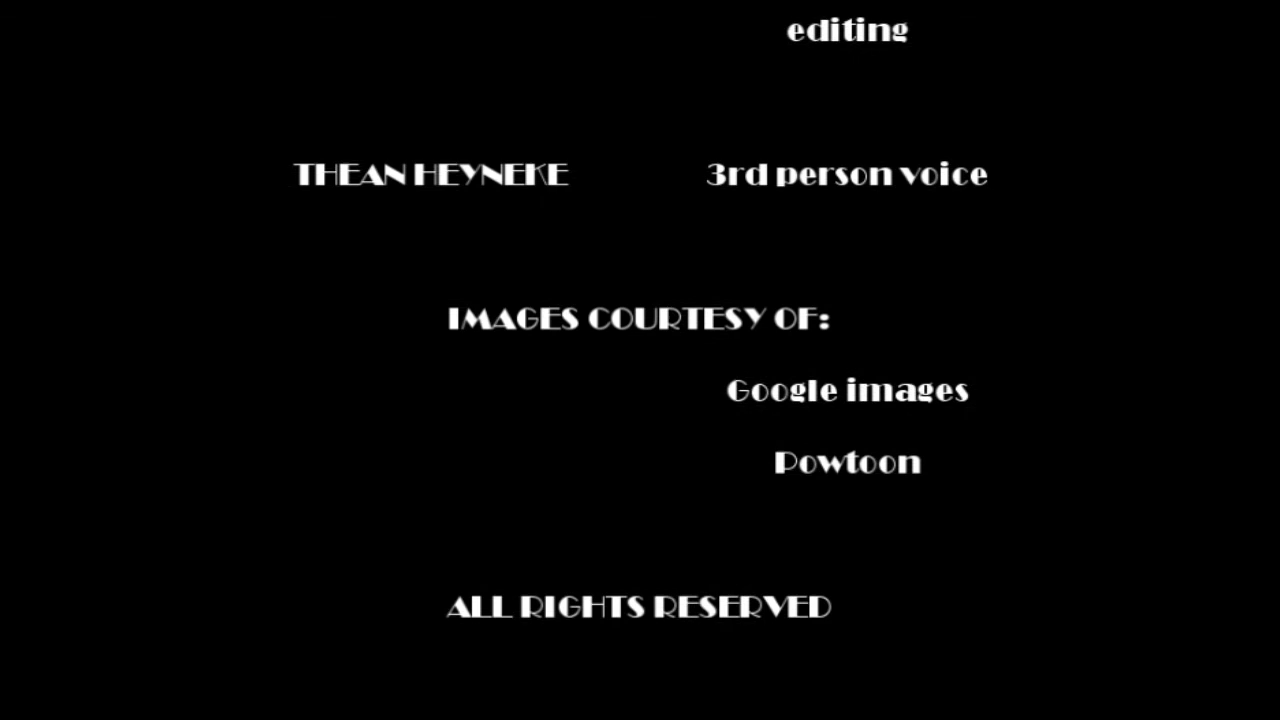 editing
THEAN HEYNEKE 3rd person voice
IMAGES COURTESY OF:
Google images
Powtoon
ALL RIGHTS RESERVED